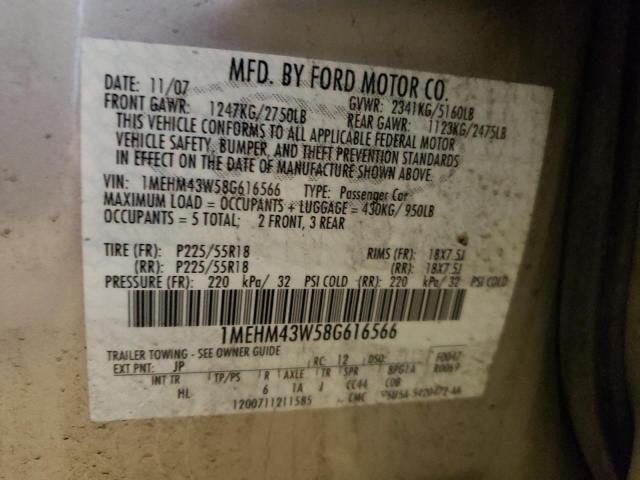 MFD. BY FORD MOTOR CO.
DATE: 11/07 GVWR: 2341KG/5160LB
FRONT GAWR: 1247KG/2750LB REAR GAWR: 1123KG/2475LB
THIS VEHICLE CONFORMS TO ALL APPLICABLE FEDERAL MOTOR
VEHICLE SAFETY, BUMPER, AND THEFT PREVENTION STANDARDS
IN EFFECT ON THE DATE OF MANUFACTURE SHOWN ABOVE.
VIN: 1MEHM43W58G616566 TYPE: Passenger Car
MAXIMUM LOAD = OCCUPANTS + LUGGAGE = 430KG/ 950LB
OCCUPANTS = 5 TOTAL; 2 FRONT, 3 REAR
TIRE (FR): P225/55R18 RIMS (FR): 18X7.5J
(RR): P225/55R18 (RR): 18X7.5J
PRESSURE (FR): 220 kPa/ 32 PSI COLD (RR): 220 kPa/ 32 PSI COLD
1MEHM43W58G616566
TRAILER TOWING - SEE OWNER GUIDE
EXT PNT: JP RC: 12 DSO: F0047
R0069
INT TR TP/PS R AXLE TR SPR BPG1A
HL 6 1A J CC44 COB
1200711211585 CMC